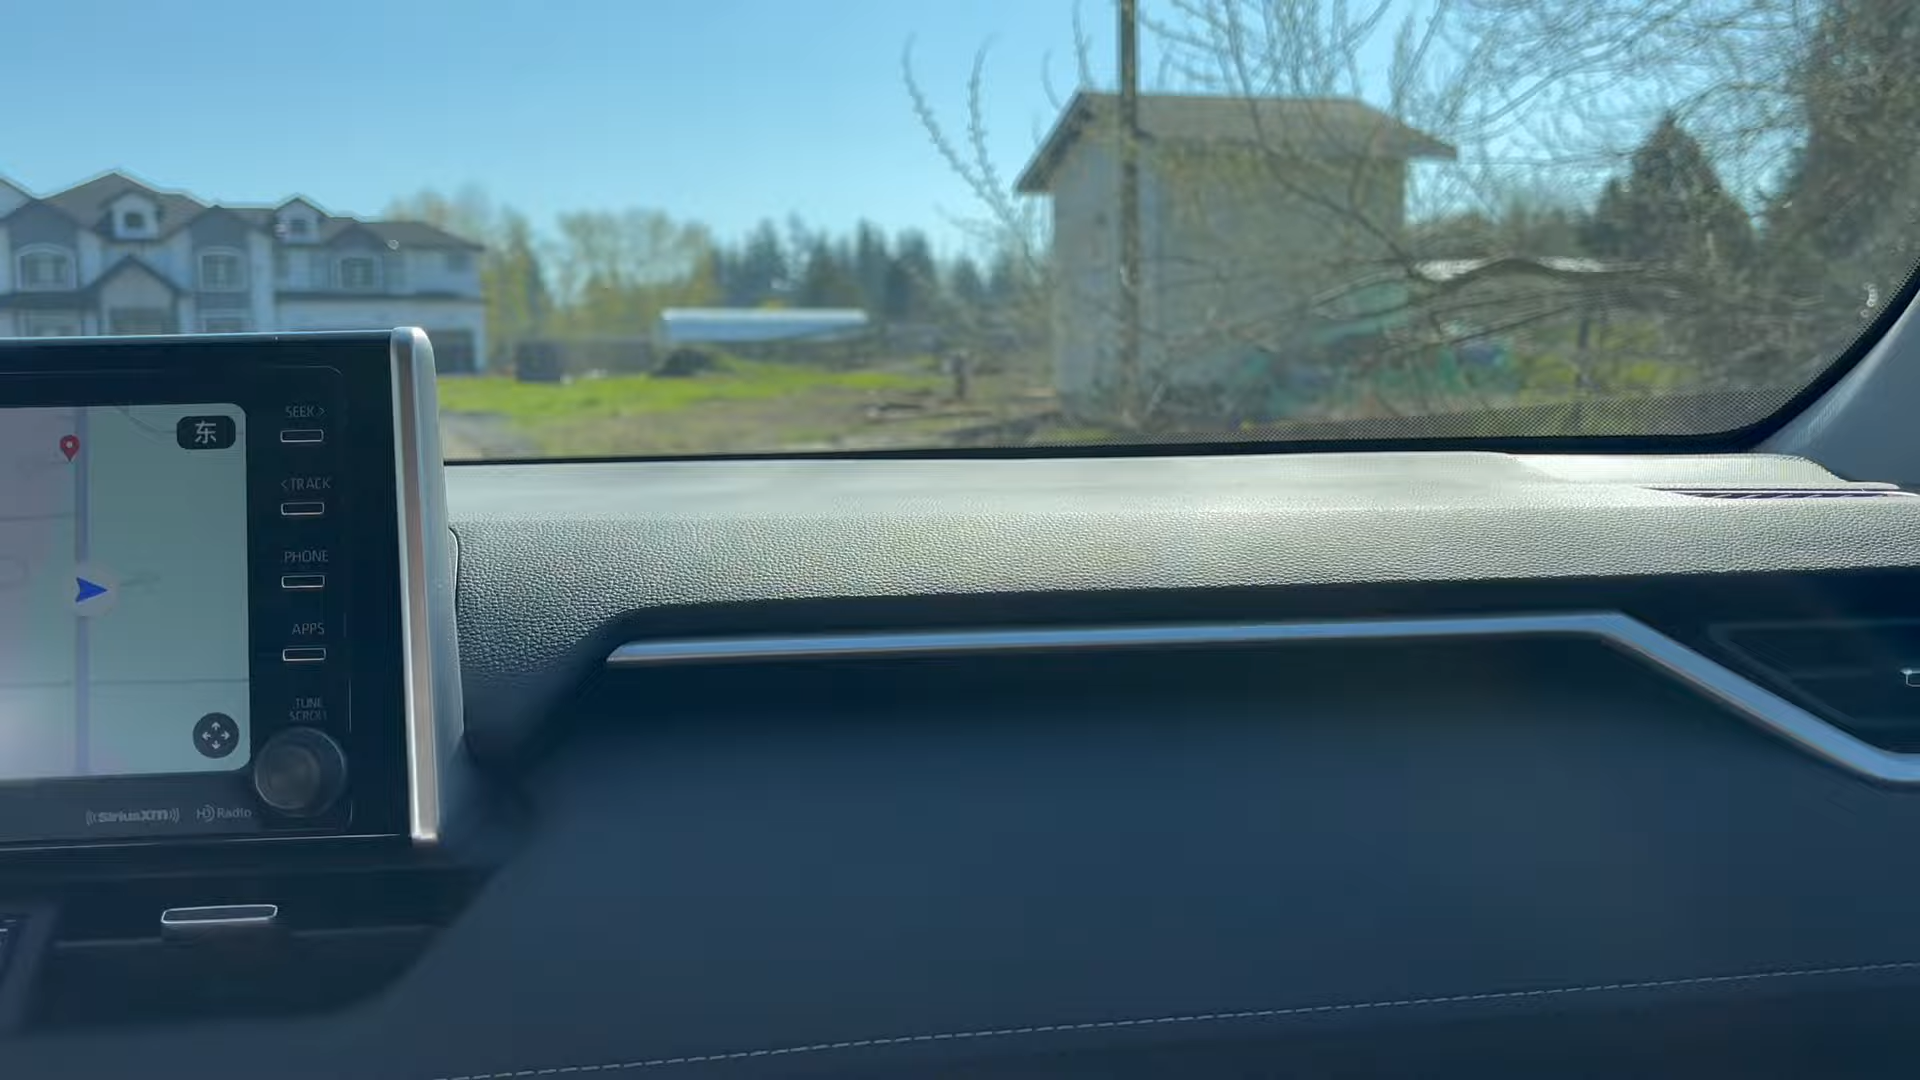 东
SEEK >
< TRACK
PHONE
APPS
TUNE
SCROLL
((SiriusXM))
HD Radio